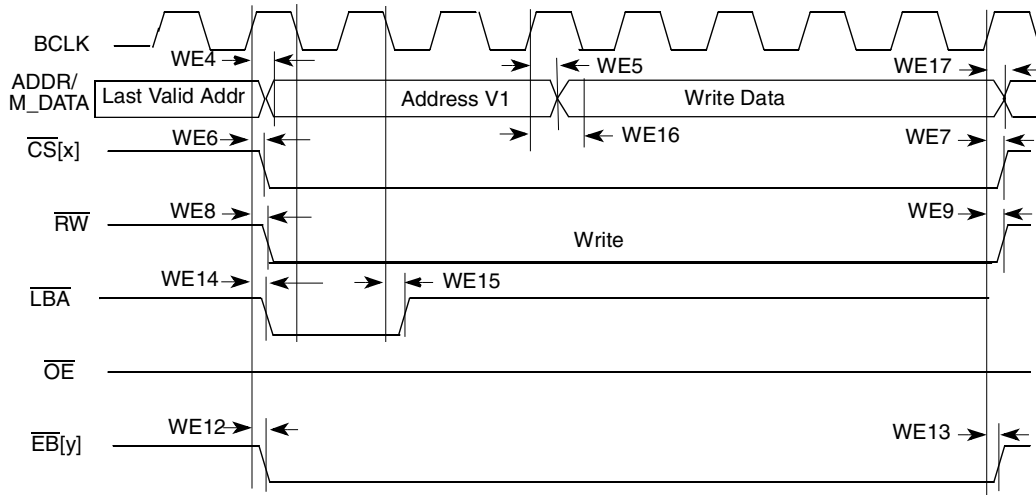 BCLK
WE4
WE5
WE17
ADDR/
M_DATA
Last Valid Addr
Address V1
Write Data
WE6
WE16
WE7
CS[x]
WE8
WE9
RW
Write
WE14
WE15
LBA
OE
WE12
WE13
EB[y]